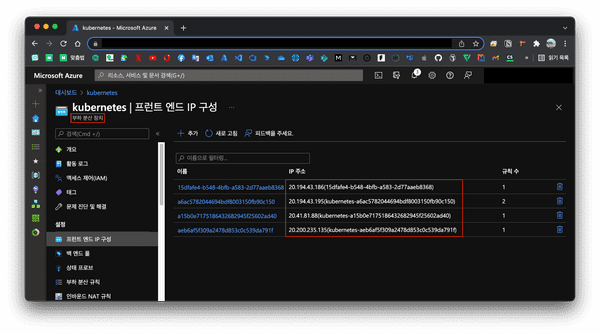 kubernetes - Microsoft Azure
맞춤법
읽기 목록
Microsoft Azure
리소스, 서비스 및 문서 검색(G+/)
대시보드 > kubernetes
kubernetes | 프런트 엔드 IP 구성
부하 분산 장치
검색(Cmd +/)
추가 새로 고침 피드백을 주세요.
개요
활동 로그
액세스 제어(IAM)
태그
문제 진단 및 해결
설정
프런트 엔드 IP 구성
백 엔드 풀
상태 프로브
부하 분산 규칙
인바운드 NAT 규칙
이름으로 필터링...
이름 IP 주소 규칙 수
15dfafe4-b548-4bfb-a583-2d77aaeb8368 20.194.43.186(15dfafe4-b548-4bfb-a583-2d77aaeb8368) 1
a6ac5782044694bdf8003150fb90c150 20.194.43.195(kubernetes-a6ac5782044694bdf8003150fb90c150) 2
a15b0e7175186432682945f25602ad40 20.41.81.88(kubernetes-a15b0e7175186432682945f25602ad40) 1
aeb6af5f309a2478d853c0c539da791f 20.200.235.135(kubernetes-aeb6af5f309a2478d853c0c539da791f) 1